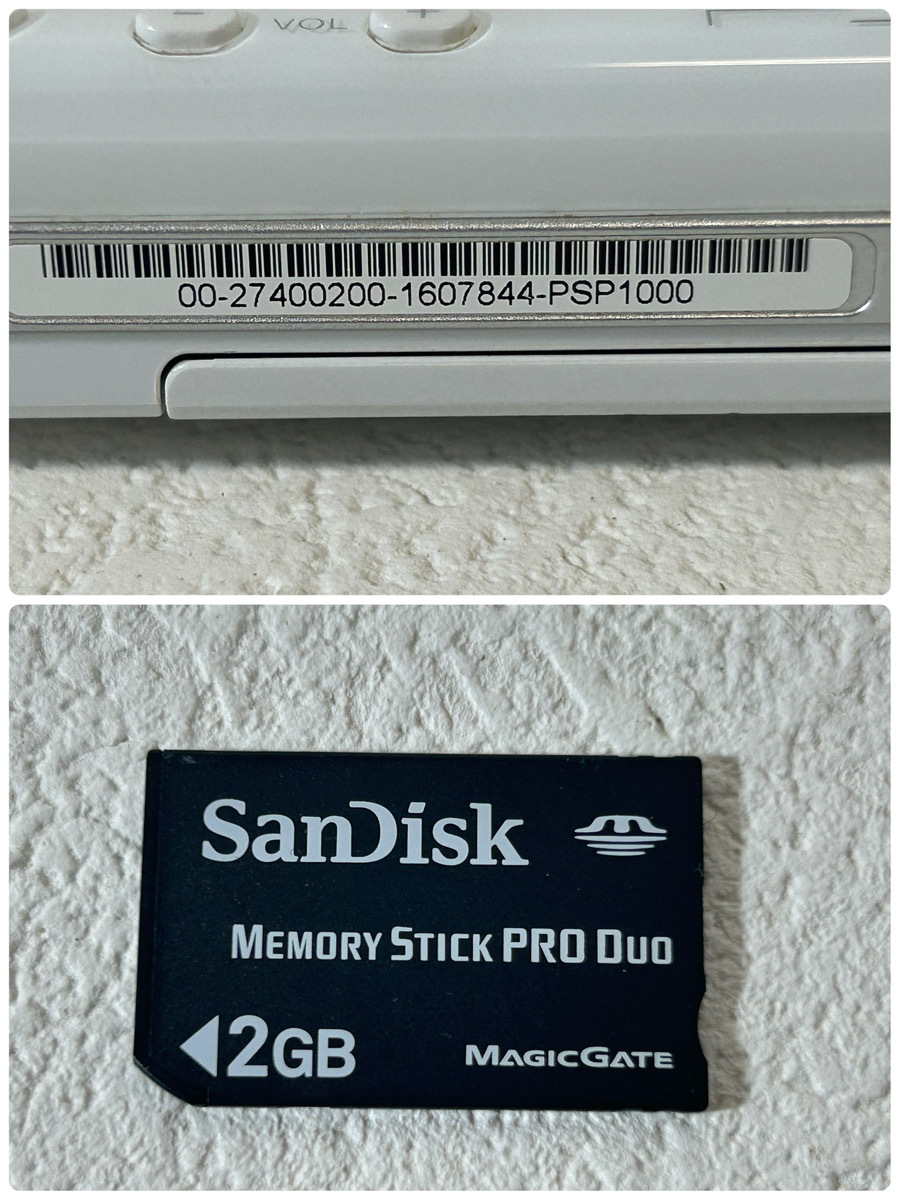 − VOL +
00-27400200-1607844-PSP1000
SanDisk
MEMORY STICK PRO DUO
2GB
MAGICGATE